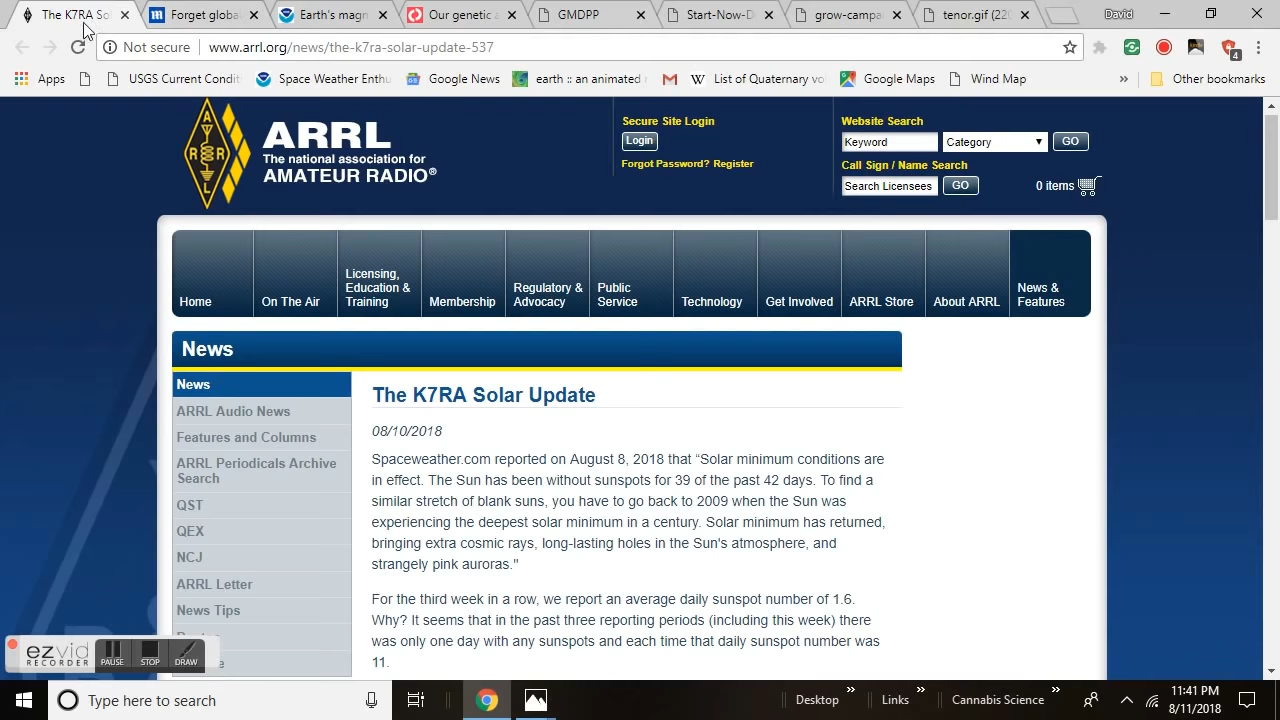 The K7RA So
Forget globa
Earth's magn
Our genetic a
GMDPP
Start-Now-D
grow-campa
tenor.gif (220
David
Not secure
www.arrl.org/news/the-k7ra-solar-update-537
4
Apps
USGS Current Condit
Space Weather Enthu
Google News
earth :: an animated
List of Quaternary vo
Google Maps
Wind Map
»
Other bookmarks
ARRL
The national association for
AMATEUR RADIO®
Secure Site Login
Login
Forgot Password? Register
Website Search
Keyword
Category
GO
Call Sign / Name Search
Search Licensees
GO
0 items
Home
On The Air
Licensing,
Education &
Training
Membership
Regulatory &
Advocacy
Public
Service
Technology
Get Involved
ARRL Store
About ARRL
News &
Features
News
News
ARRL Audio News
Features and Columns
ARRL Periodicals Archive
Search
QST
QEX
NCJ
ARRL Letter
News Tips
The K7RA Solar Update
08/10/2018
Spaceweather.com reported on August 8, 2018 that “Solar minimum conditions are
in effect. The Sun has been without sunspots for 39 of the past 42 days. To find a
similar stretch of blank suns, you have to go back to 2009 when the Sun was
experiencing the deepest solar minimum in a century. Solar minimum has returned,
bringing extra cosmic rays, long-lasting holes in the Sun's atmosphere, and
strangely pink auroras."
For the third week in a row, we report an average daily sunspot number of 1.6.
Why? It seems that in the past three reporting periods (including this week) there
was only one day with any sunspots and each time that daily sunspot number was
11.
ezvid
RECORDER
PAUSE
STOP
DRAW
Type here to search
Desktop
»
Links
»
Cannabis Science
»
11:41 PM
8/11/2018